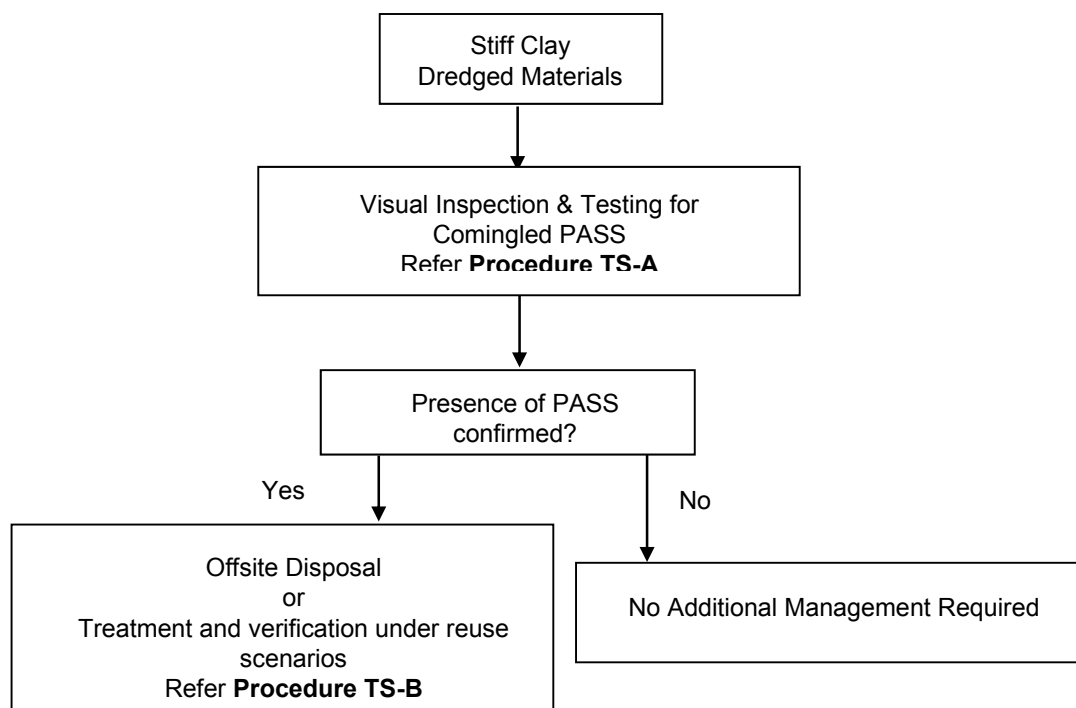 Stiff Clay
Dredged Materials
Visual Inspection & Testing for
Comingled PASS
Refer Procedure TS-A
Presence of PASS
confirmed?
Yes
No
Offsite Disposal
or
Treatment and verification under reuse
scenarios
Refer Procedure TS-B
No Additional Management Required